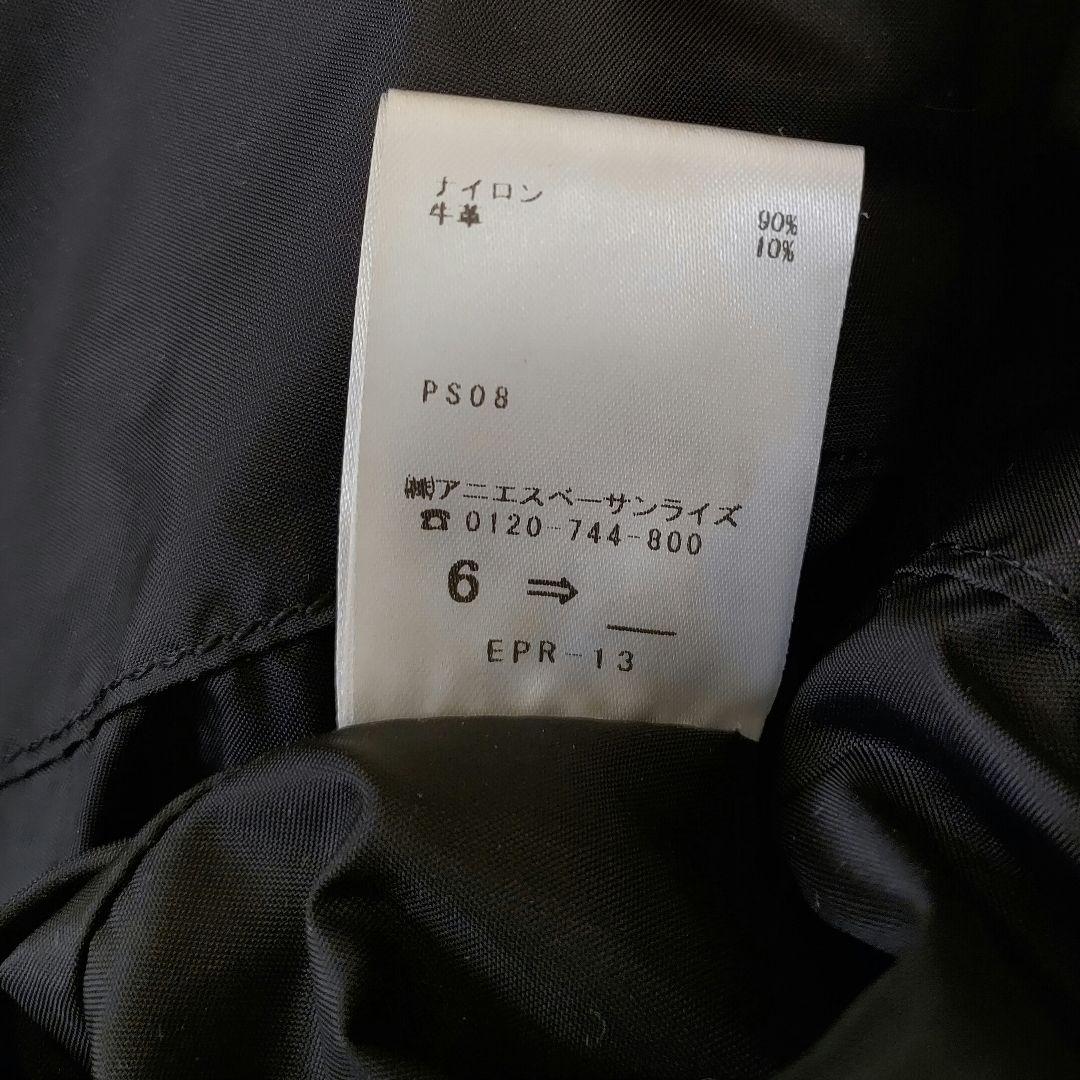 ナイロン 90%
牛革 10%
PS08
㈱アニエスベーサンライズ
☎0120-744-800
6 ⇒ __
EPR-13